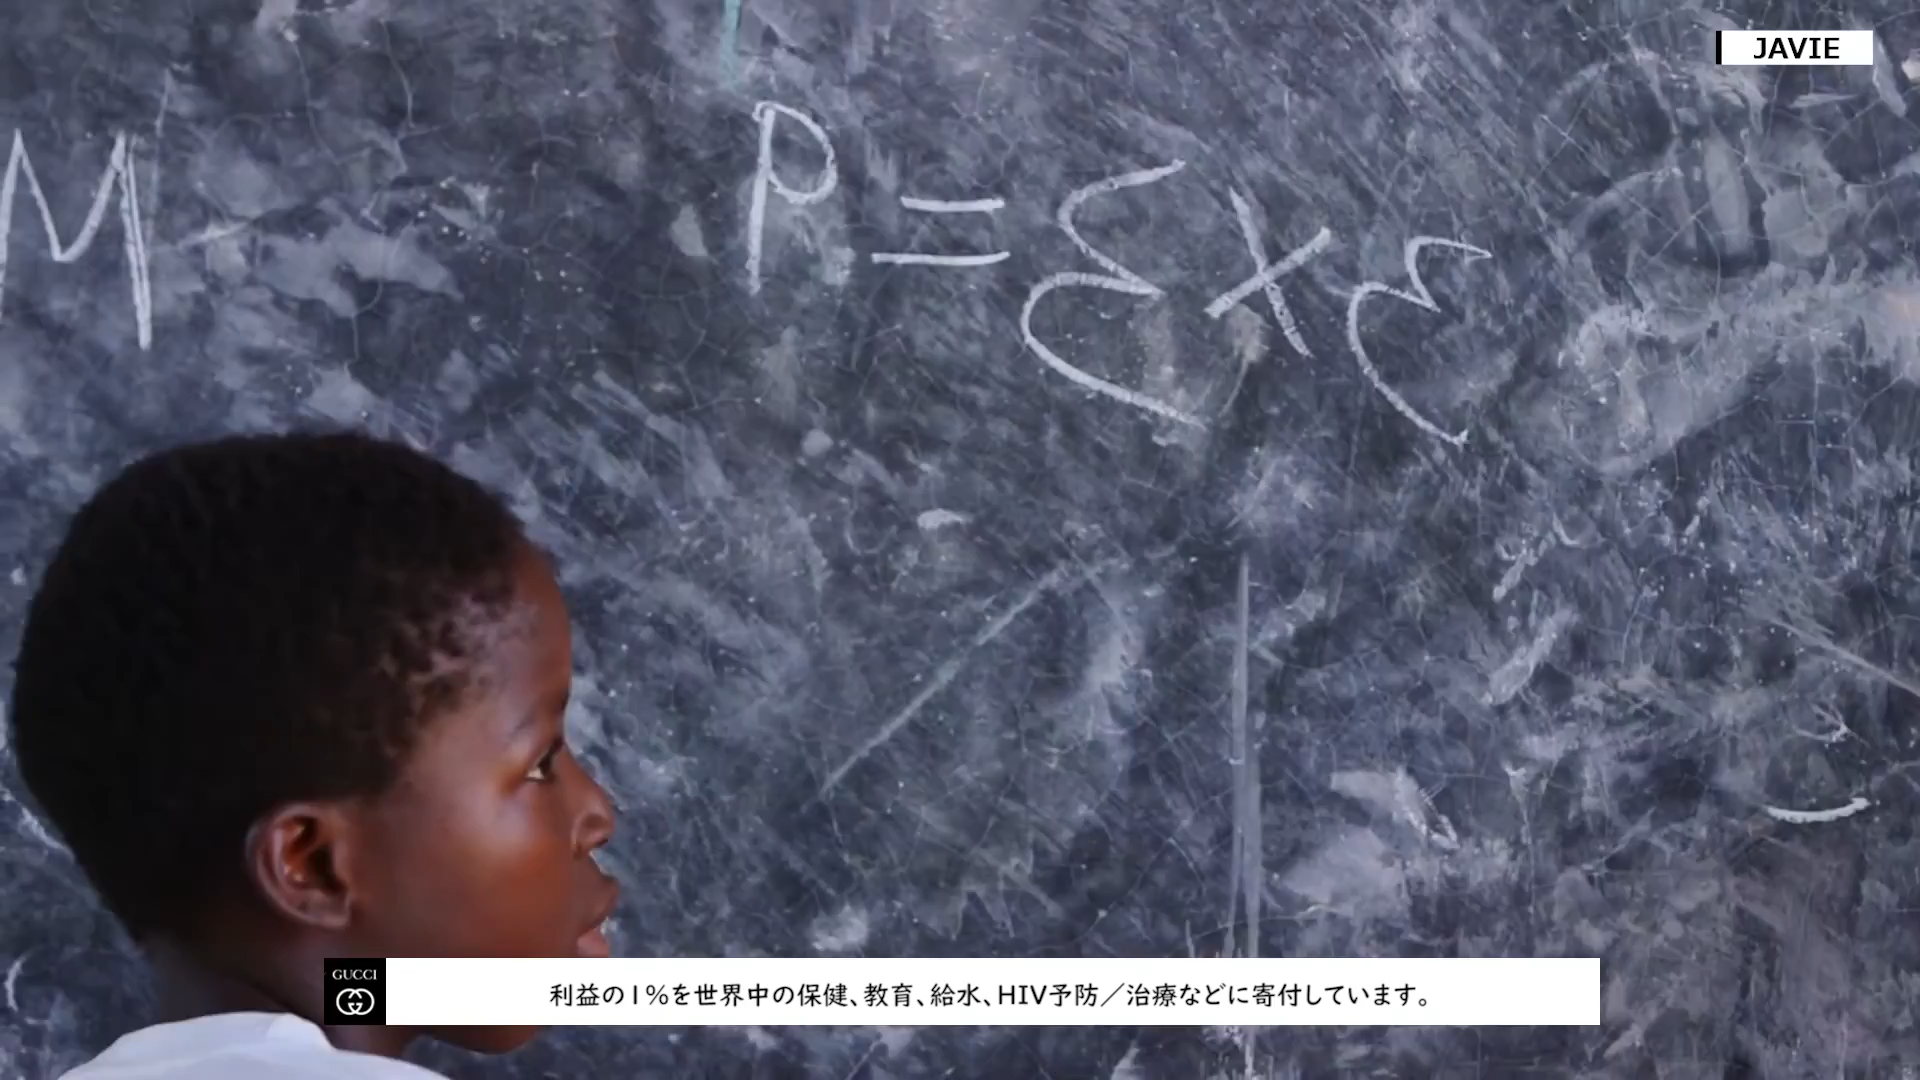 JAVIE
M
P = Ɛ x Ɛ
GUCCI
利益の1%を世界中の保健、教育、給水、HIV予防／治療などに寄付しています。